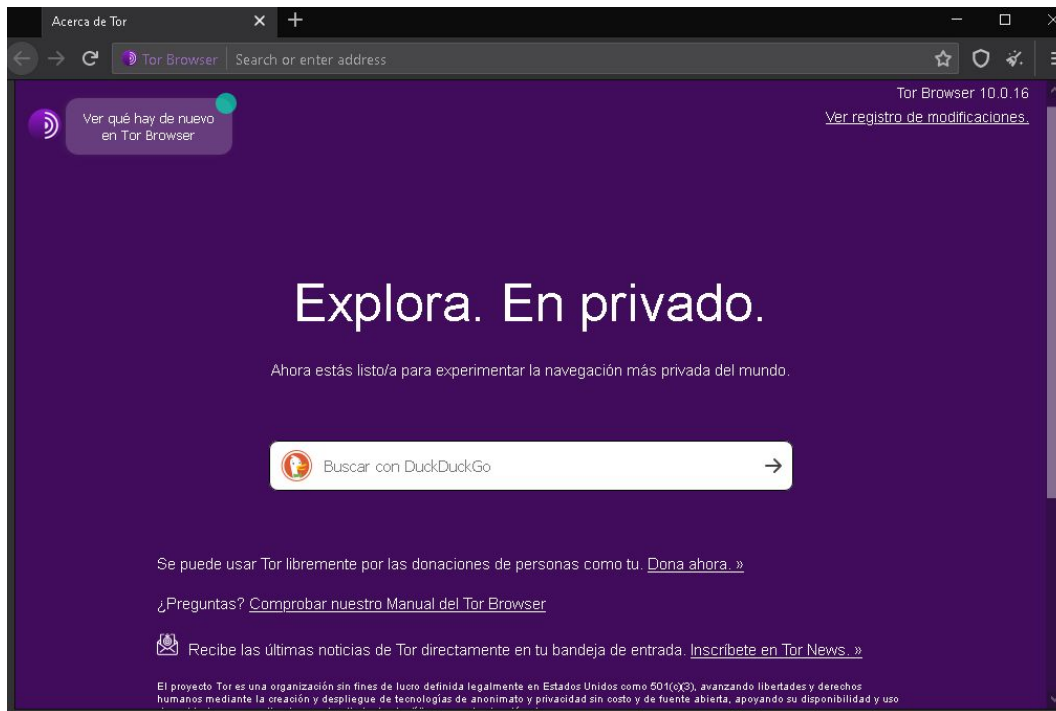 Acerca de Tor
Tor Browser Search or enter address
Tor Browser 10.0.16
Ver registro de modificaciones.
Ver qué hay de nuevo
en Tor Browser
Explora. En privado.
Ahora estás listo/a para experimentar la navegación más privada del mundo.
Buscar con DuckDuckGo
Se puede usar Tor libremente por las donaciones de personas como tu. Dona ahora. »
¿Preguntas? Comprobar nuestro Manual del Tor Browser
Recibe las últimas noticias de Tor directamente en tu bandeja de entrada. Inscríbete en Tor News. »
El proyecto Tor es una organización sin fines de lucro definida legalmente en Estados Unidos como 501(c)(3), avanzando libertades y derechos
humanos mediante la creación y despliegue de tecnologías de anonimato y privacidad sin costo y de fuente abierta, apoyando su disponibilidad y uso